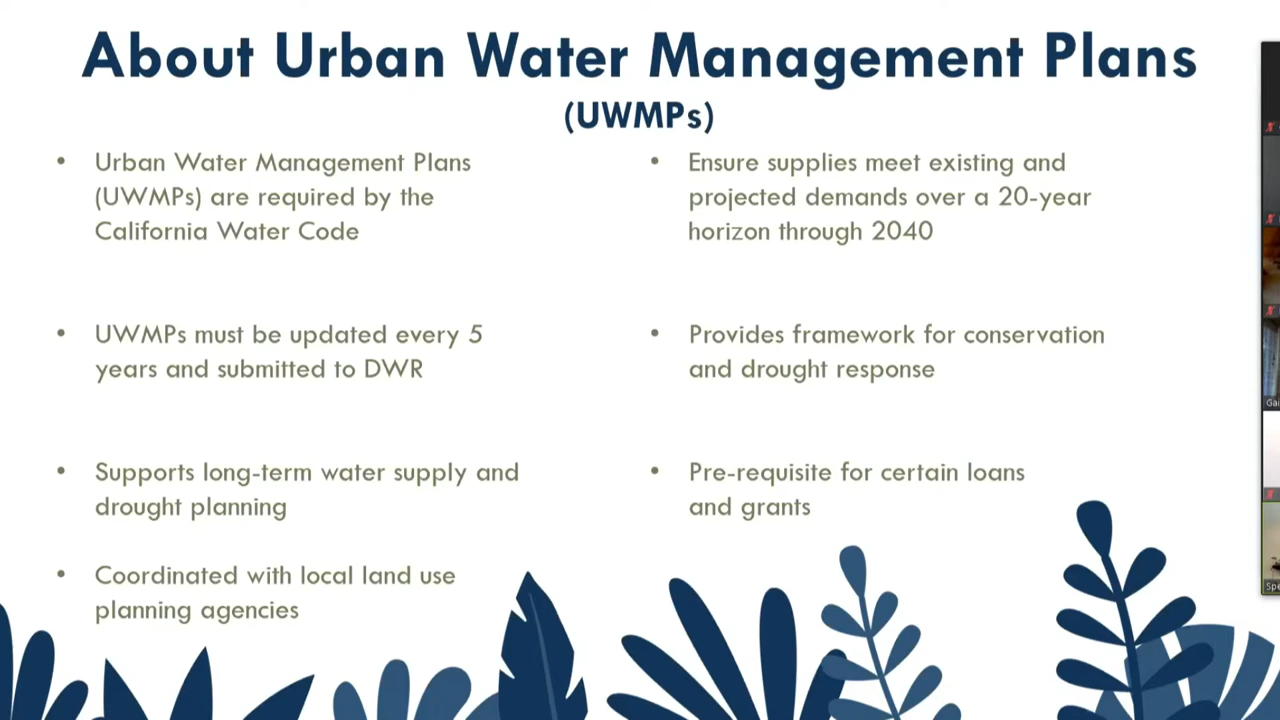 About Urban Water Management Plans
(UWMPs)
• Urban Water Management Plans
(UWMPs) are required by the
California Water Code
• UWMPs must be updated every 5
years and submitted to DWR
• Supports long-term water supply and
drought planning
• Coordinated with local land use
planning agencies
• Ensure supplies meet existing and
projected demands over a 20-year
horizon through 2040
• Provides framework for conservation
and drought response
• Pre-requisite for certain loans
and grants